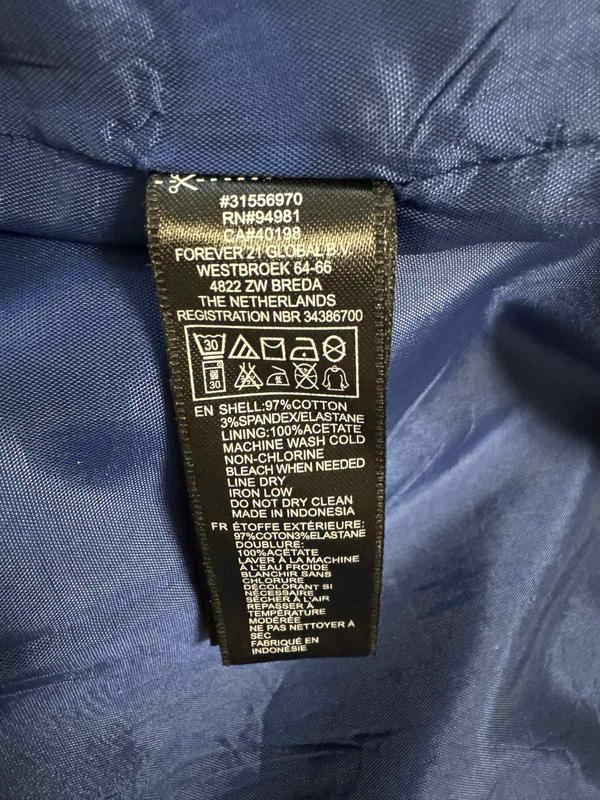 #31556970
RN#94981
CA#40198
FOREVER 21 GLOBAL B.V.
WESTBROEK 64-66
4822 ZW BREDA
THE NETHERLANDS
REGISTRATION NBR 34386700
30
30
EN SHELL:97%COTTON
3%SPANDEX/ELASTANE
LINING:100%ACETATE
MACHINE WASH COLD
NON-CHLORINE
BLEACH WHEN NEEDED
LINE DRY
IRON LOW
DO NOT DRY CLEAN
MADE IN INDONESIA
FR ÉTOFFE EXTÉRIEURE:
97%COTON3%ELASTANE
DOUBLURE:
100%ACÉTATE
LAVER À LA MACHINE
À L'EAU FROIDE
BLANCHIR SANS
CHLORURE
DÉCOLORANT SI
NÉCESSAIRE
SÉCHER À L'AIR
REPASSER À
TEMPÉRATURE
MODÉRÉE
NE PAS NETTOYER À
SEC
FABRIQUÉ EN
INDONÉSIE